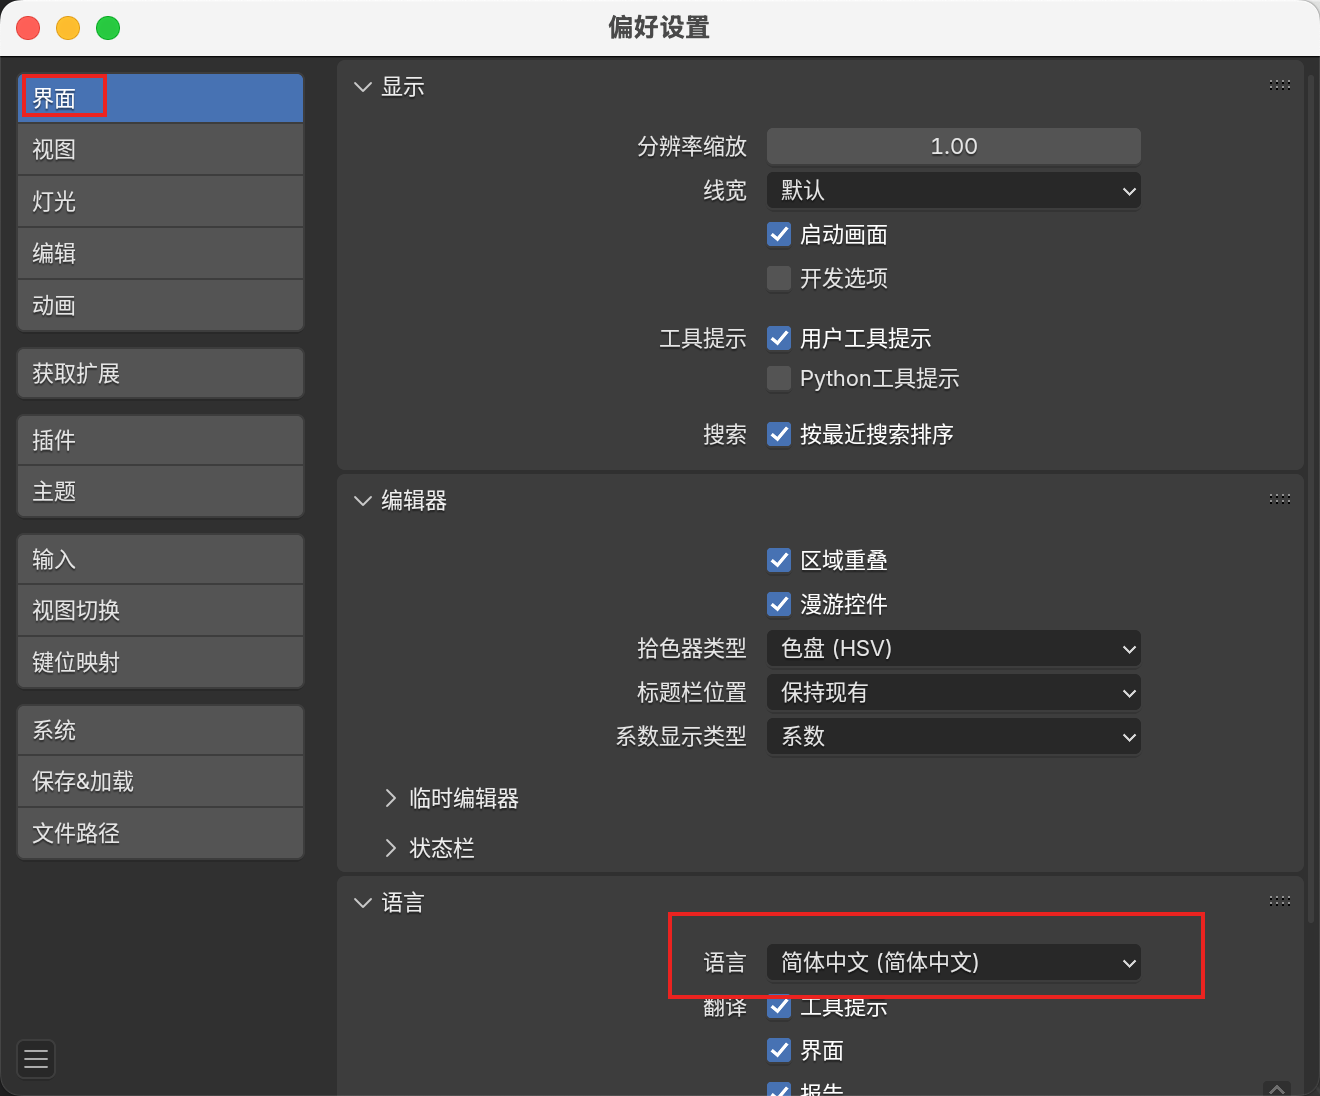 偏好设置
界面
视图
灯光
编辑
动画
获取扩展
插件
主题
输入
视图切换
键位映射
系统
保存&加载
文件路径
显示
分辨率缩放 1.00
线宽 默认
启动画面
开发选项
工具提示 用户工具提示
Python工具提示
搜索 按最近搜索排序
编辑器
区域重叠
漫游控件
拾色器类型 色盘 (HSV)
标题栏位置 保持现有
系数显示类型 系数
临时编辑器
状态栏
语言
语言 简体中文 (简体中文)
翻译 工具提示
界面
报告